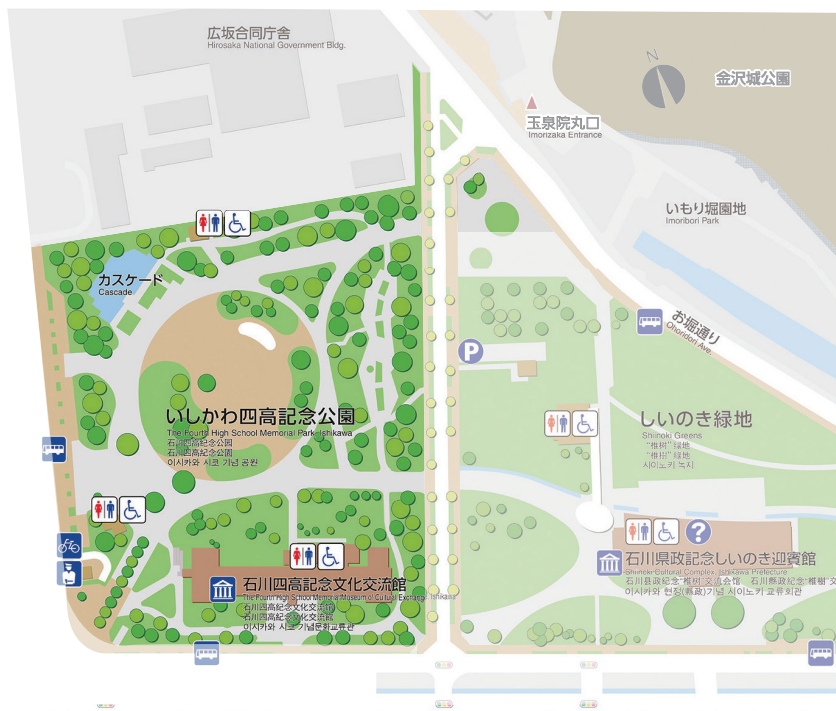 広坂合同庁舎
Hirosaka National Government Bldg.
N
金沢城公園
玉泉院丸口
Imorizaka Entrance
いもり堀園地
Imoribori Park
カスケード
Cascade
お堀通り
Ohoridori Ave.
P
いしかわ四高記念公園
The Fourth High School Memorial Park, Ishikawa
石川四高纪念公园
石川四高紀念公園
이시카와 시코 기념 공원
しいのき緑地
Shiinoki Greens
"椎树" 绿地
"椎樹" 綠地
시이노키 녹지
?
石川県政記念しいのき迎賓館
Shiinoki Cultural Complex, Ishikawa Prefecture
石川县政纪念"椎树"交流会馆 石川縣政紀念"椎樹"交
이시카와 현정(縣政)기념 시이노키 교류회관
石川四高記念文化交流館
The Fourth High School Memorial Museum of Cultural Exchange, Ishikawa
石川四高纪念文化交流馆
石川四高紀念文化交流館
이시카와 시코 기념문화교류관